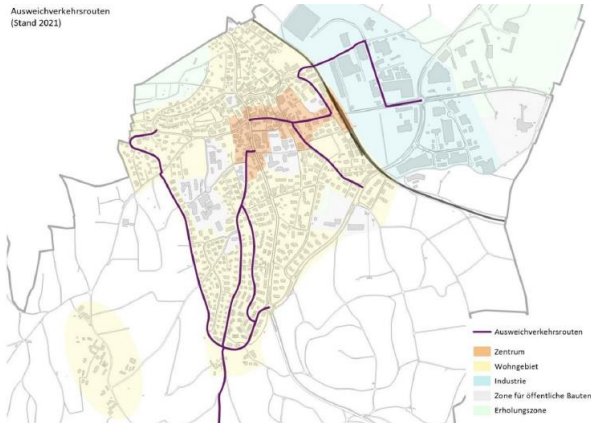 Ausweichverkehrsrouten
(Stand 2021)
Ausweichverkehrsrouten
Zentrum
Wohngebiet
Industrie
Zone für öffentliche Bauten
Erholungszone